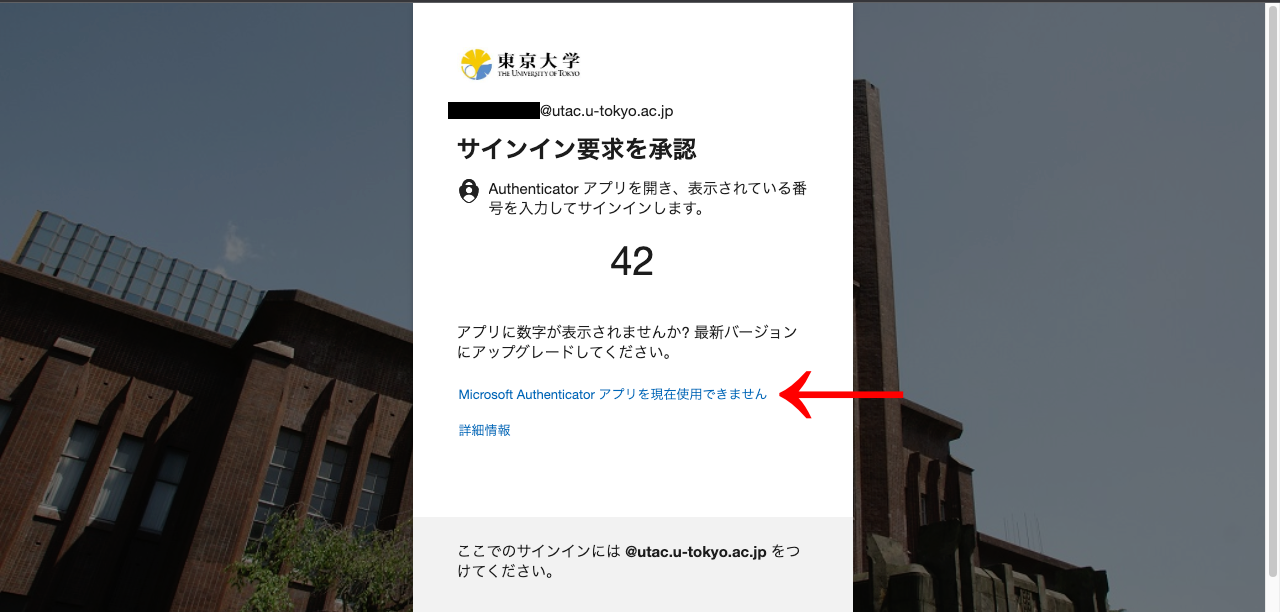 東京大学
THE UNIVERSITY OF TOKYO
@utac.u-tokyo.ac.jp
サインイン要求を承認
Authenticator アプリを開き、表示されている番
号を入力してサインインします。
42
アプリに数字が表示されませんか? 最新バージョン
にアップグレードしてください。
Microsoft Authenticator アプリを現在使用できません
詳細情報
ここでのサインインには @utac.u-tokyo.ac.jp をつ
けてください。